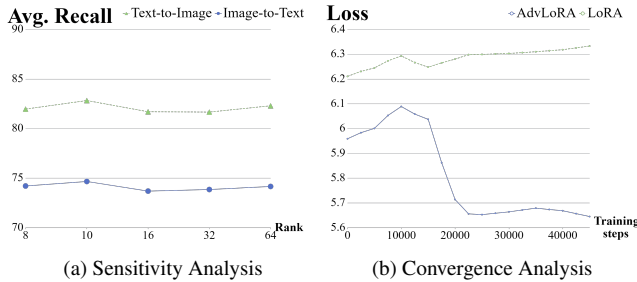 Avg. Recall Text-to-Image Image-to-Text
90
85
80
75
70
8 10 16 32 64 Rank
(a) Sensitivity Analysis
Loss AdvLoRA LoRA
6.4
6.3
6.2
6.1
6
5.9
5.8
5.7
5.6
0 10000 20000 30000 40000 Training
steps
(b) Convergence Analysis